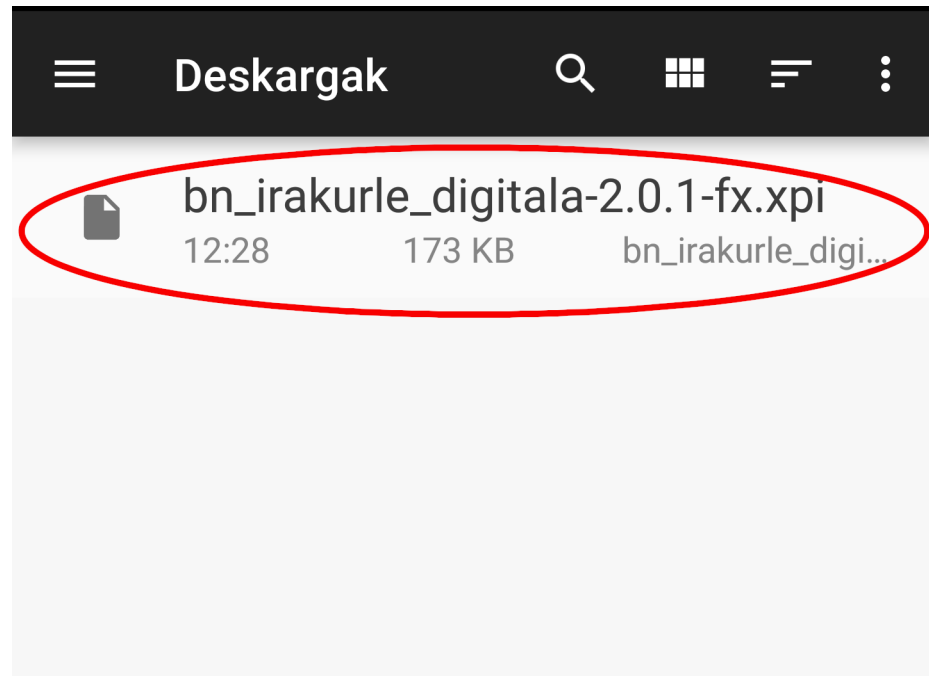 Deskargak
bn_irakurle_digitala-2.0.1-fx.xpi
12:28 173 KB bn_irakurle_digi...